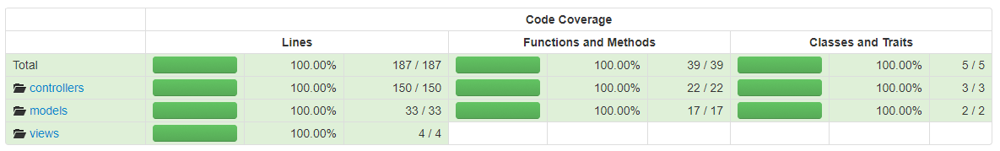 Code Coverage
Lines Functions and Methods Classes and Traits
Total 100.00% 187 / 187 100.00% 39 / 39 100.00% 5 / 5
controllers 100.00% 150 / 150 100.00% 22 / 22 100.00% 3 / 3
models 100.00% 33 / 33 100.00% 17 / 17 100.00% 2 / 2
views 100.00% 4 / 4